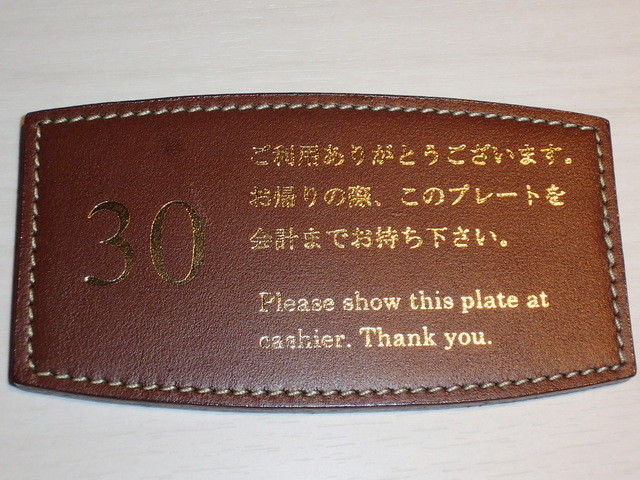 30
ご利用ありがとうございます。
お帰りの際、このプレートを
会計までお持ち下さい。
Please show this plate at
cashier. Thank you.